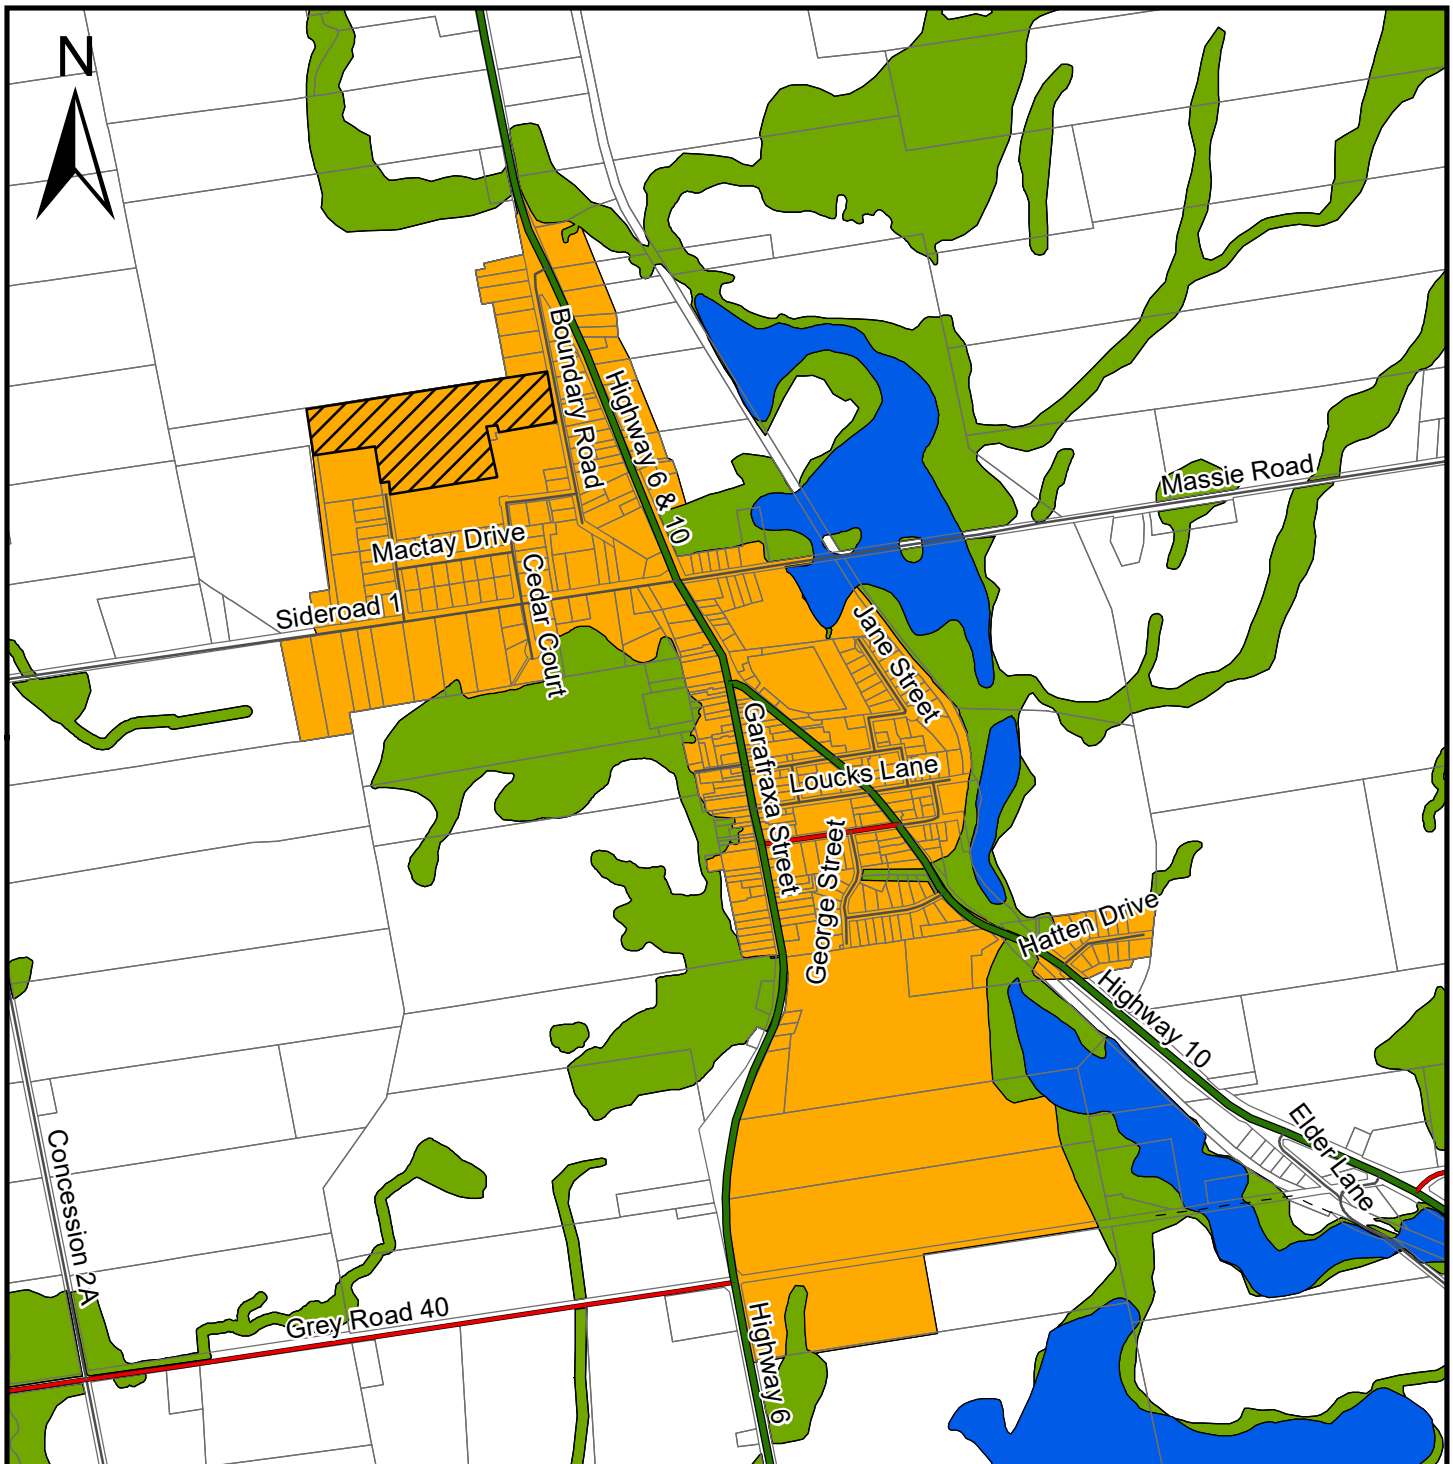 N
Boundary Road
Highway 6 & 10
Massie Road
Mactay Drive
Cedar Court
Sideroad 1
Jane Street
Garafraxa Street
Loucks Lane
George Street
Hatten Drive
Highway 10
Elder Lane
Concession 2A
Grey Road 40
Highway 6